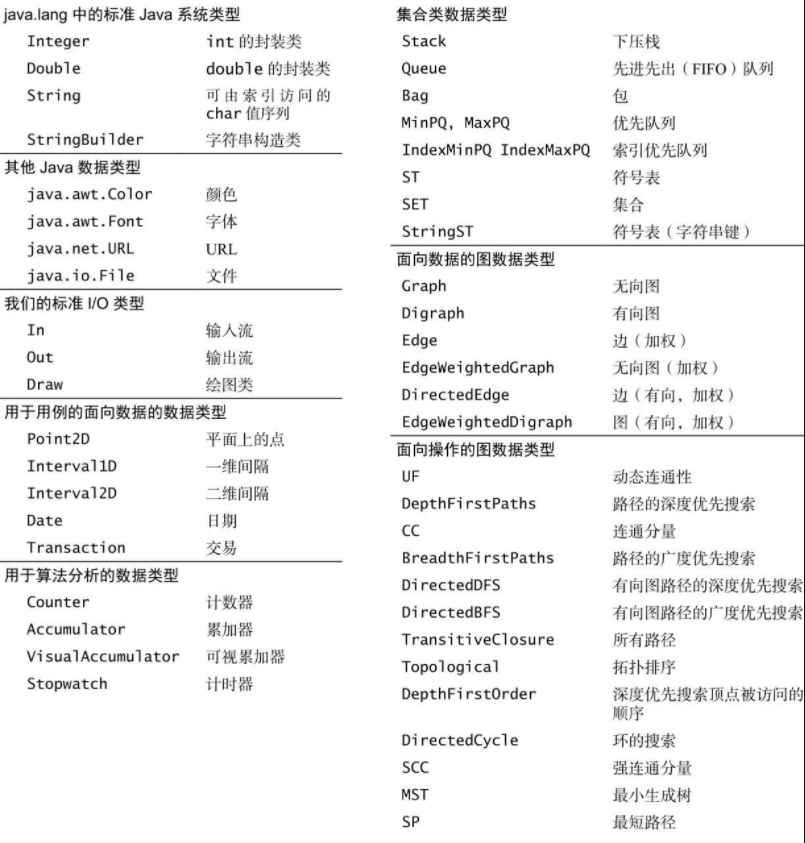 java.lang 中的标准 Java 系统类型
Integer int 的封装类
Double double 的封装类
String 可由索引访问的
char 值序列
StringBuilder 字符串构造类
其他 Java 数据类型
java.awt.Color 颜色
java.awt.Font 字体
java.net.URL URL
java.io.File 文件
我们的标准 I/O 类型
In 输入流
Out 输出流
Draw 绘图类
用于用例的面向数据的数据类型
Point2D 平面上的点
Interval1D 一维间隔
Interval2D 二维间隔
Date 日期
Transaction 交易
用于算法分析的数据类型
Counter 计数器
Accumulator 累加器
VisualAccumulator 可视累加器
Stopwatch 计时器
集合类数据类型
Stack 下压栈
Queue 先进先出（FIFO）队列
Bag 包
MinPQ, MaxPQ 优先队列
IndexMinPQ IndexMaxPQ 索引优先队列
ST 符号表
SET 集合
StringST 符号表（字符串键）
面向数据的图数据类型
Graph 无向图
Digraph 有向图
Edge 边（加权）
EdgeWeightedGraph 无向图（加权）
DirectedEdge 边（有向，加权）
EdgeWeightedDigraph 图（有向，加权）
面向操作的图数据类型
UF 动态连通性
DepthFirstPaths 路径的深度优先搜索
CC 连通分量
BreadthFirstPaths 路径的广度优先搜索
DirectedDFS 有向图路径的深度优先搜索
DirectedBFS 有向图路径的广度优先搜索
TransitiveClosure 所有路径
Topological 拓扑排序
DepthFirstOrder 深度优先搜索顶点被访问的
顺序
DirectedCycle 环的搜索
SCC 强连通分量
MST 最小生成树
SP 最短路径